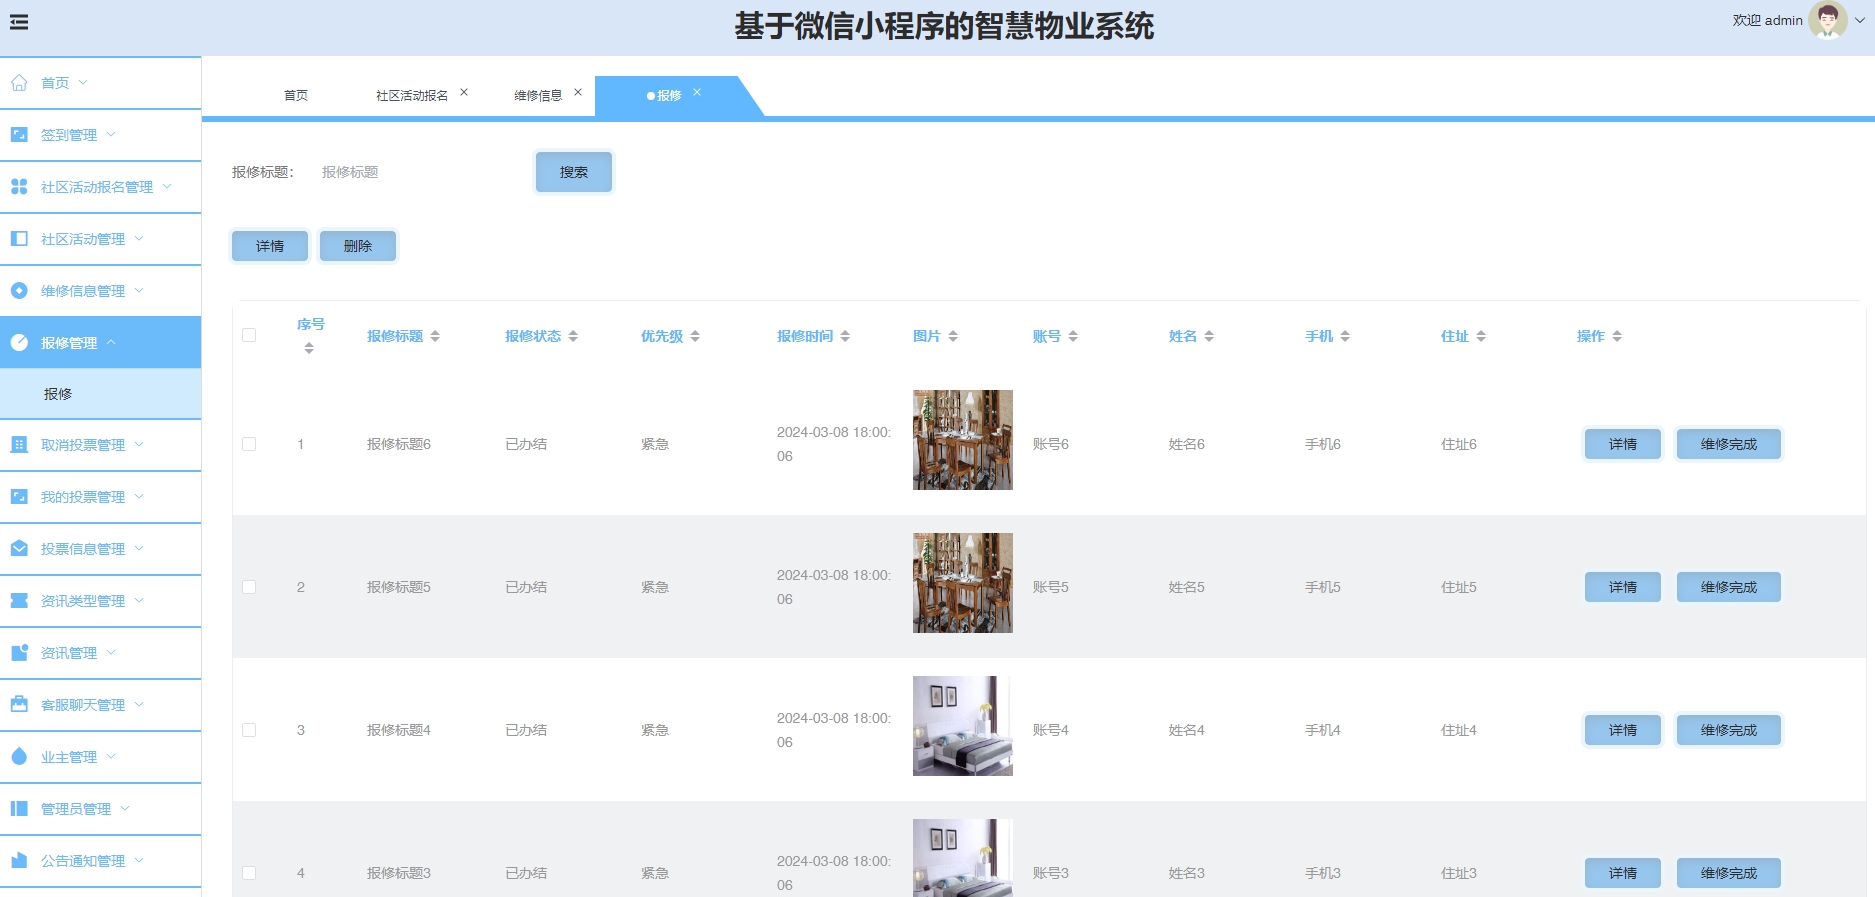 基于微信小程序的智慧物业系统
欢迎 admin
首页
签到管理
社区活动报名管理
社区活动管理
维修信息管理
报修管理
报修
取消投票管理
我的投票管理
投票信息管理
资讯类型管理
资讯管理
客服聊天管理
业主管理
管理员管理
公告通知管理
首页 社区活动报名 维修信息 报修
报修标题： 报修标题 搜索
详情 删除
序号 报修标题 报修状态 优先级 报修时间 图片 账号 姓名 手机 住址 操作
1 报修标题6 已办结 紧急 2024-03-08 18:00:06 账号6 姓名6 手机6 住址6 详情 维修完成
2 报修标题5 已办结 紧急 2024-03-08 18:00:06 账号5 姓名5 手机5 住址5 详情 维修完成
3 报修标题4 已办结 紧急 2024-03-08 18:00:06 账号4 姓名4 手机4 住址4 详情 维修完成
4 报修标题3 已办结 紧急 2024-03-08 18:00:06 账号3 姓名3 手机3 住址3 详情 维修完成